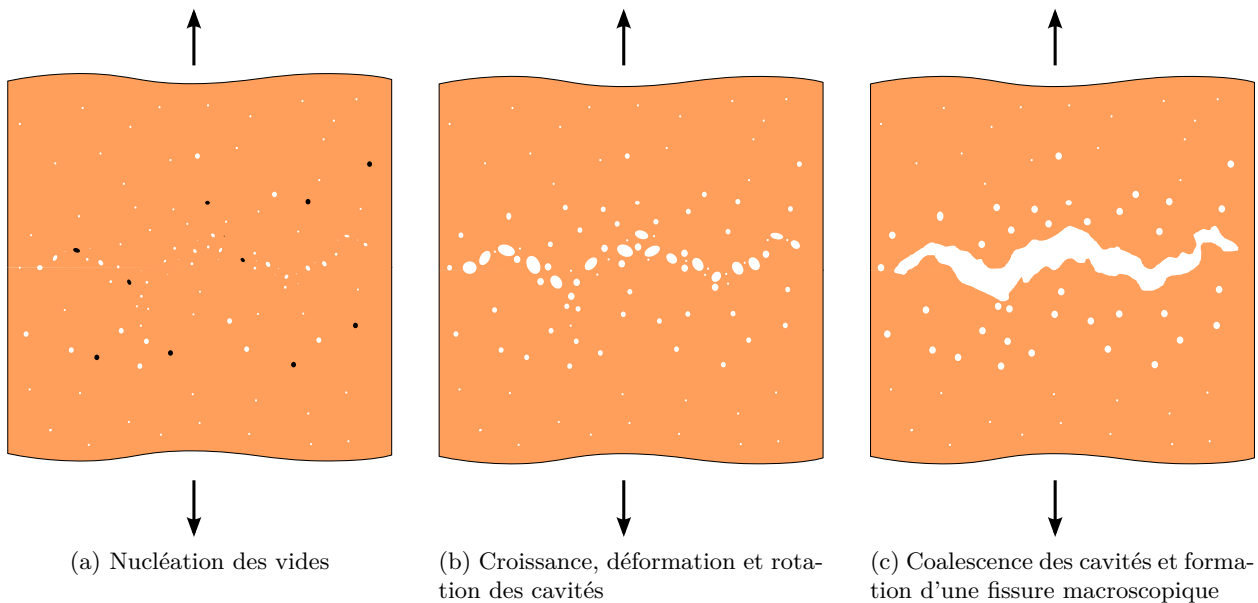 (a) Nucléation des vides
(b) Croissance, déformation et rota-
tion des cavités
(c) Coalescence des cavités et forma-
tion d'une fissure macroscopique